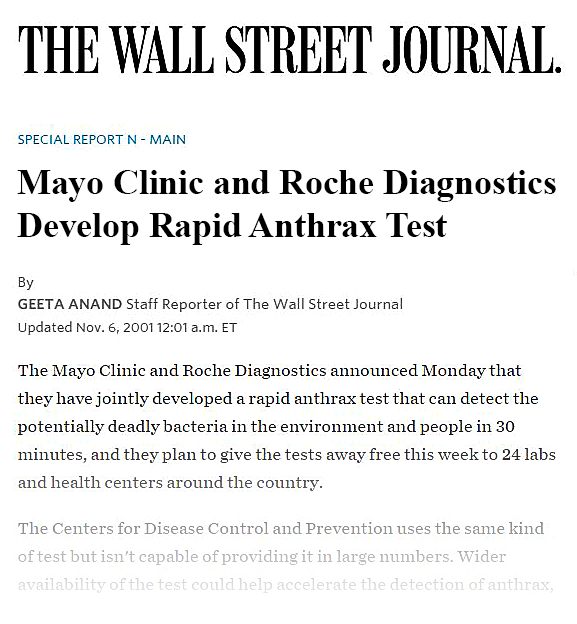 THE WALL STREET JOURNAL.
SPECIAL REPORT N - MAIN
Mayo Clinic and Roche Diagnostics
Develop Rapid Anthrax Test
By
GEETA ANAND Staff Reporter of The Wall Street Journal
Updated Nov. 6, 2001 12:01 a.m. ET
The Mayo Clinic and Roche Diagnostics announced Monday that
they have jointly developed a rapid anthrax test that can detect the
potentially deadly bacteria in the environment and people in 30
minutes, and they plan to give the tests away free this week to 24 labs
and health centers around the country.
The Centers for Disease Control and Prevention uses the same kind
of test but isn't capable of providing it in large numbers. Wider
availability of the test could help accelerate the detection of anthrax,